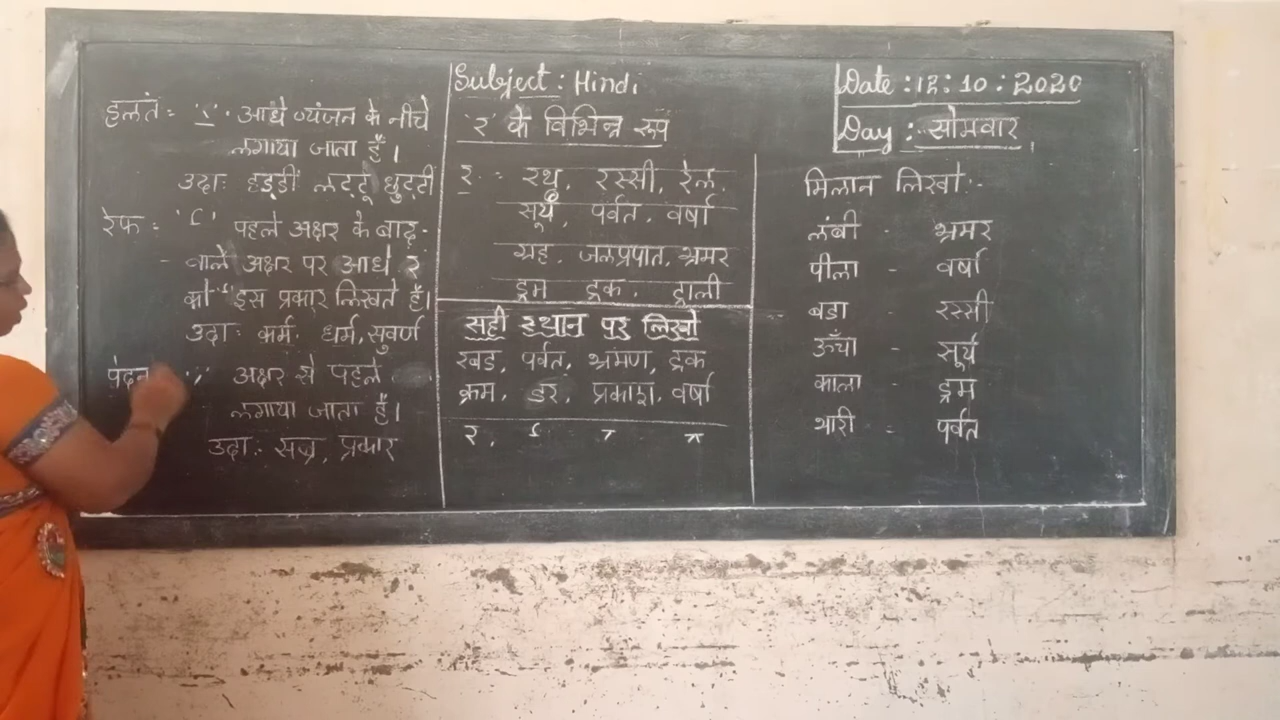 हलंत = '্' आधे व्यंजन के नीचे
लगाया जाता हैं।
उदाः हड्डी लट्टू छुट्टी
रेफ = 'र्' पहले अक्षर के बाद -
वाले अक्षर पर आधे र
को इस प्रकार लिखते हैं।
उदाः कर्म. धर्म, सुवर्ण
अक्षर से पहले
लगाया जाता हैं।
उदाः सब्र, प्रकार
Subject : Hindi
'र' के विभिन्न रूप
र - रथ, रस्सी, रेल,
सूर्य, पर्वत, वर्षा
ग्रह, जलप्रपात, भ्रमर
ड्रम ट्रक, ट्राली
सही स्थान पर लिखो
रबड, पर्वत, भ्रमण, ट्रक
क्रम, डर, प्रकाश, वर्षा
र,
Date : 12 : 10 : 2020
Day : सोमवार
मिलान लिखो -
लंबी - भ्रमर
पीला - वर्षा
बडा - रस्सी
ऊँचा - सूर्य
काला - ड्रम
भारी - पर्वत